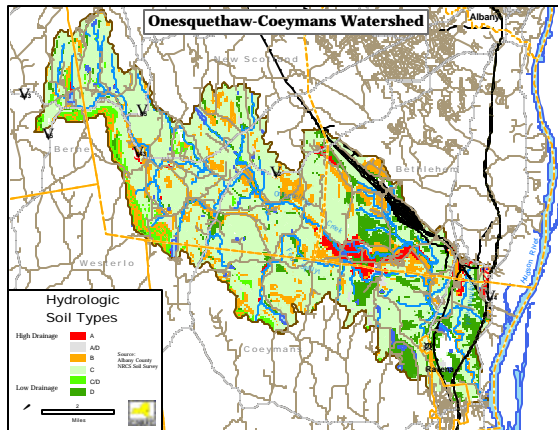 Onesquethaw-Coeymans Watershed
Albany
New Scotland
Berne
Bethlehem
Hudson River
Westerlo
Coeymans
Ravena
Hydrologic
Soil Types
High Drainage
A
A/D
B
C
C/D
Low Drainage
D
Source:
Albany County
NRCS Soil Survey
2
Miles